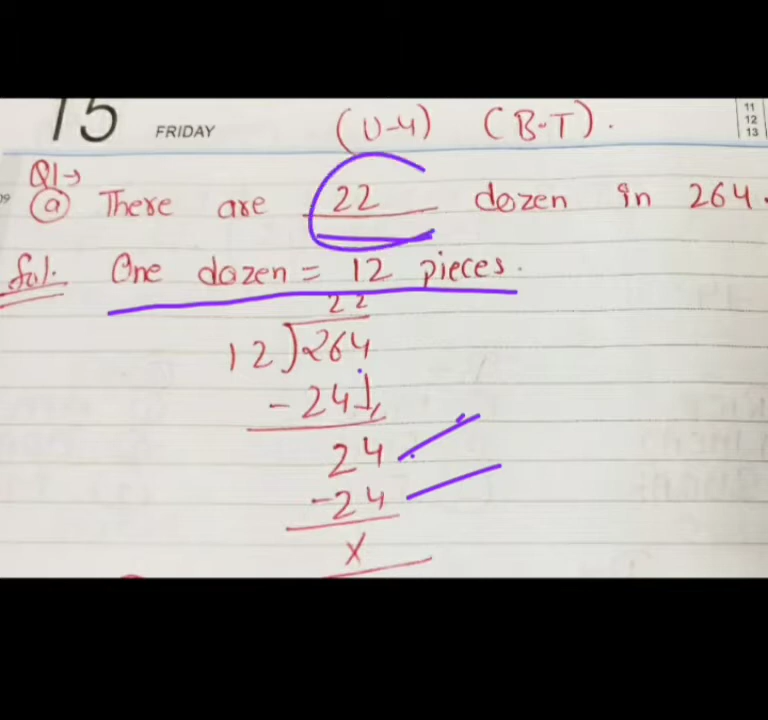 15 FRIDAY (U-4) (B-T).
11
12
13
Q1→
09
(a) There are 22 dozen in 264.
Sol. One dozen = 12 pieces.
22
12)264
-24↓
24
-24
X